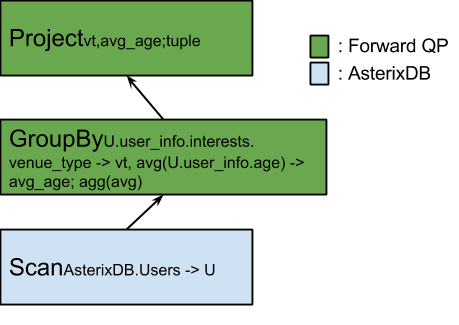 Projectvt,avg_age;tuple
: Forward QP
: AsterixDB
GroupByU.user_info.interests.
venue_type -> vt, avg(U.user_info.age) ->
avg_age; agg(avg)
ScanAsterixDB.Users -> U